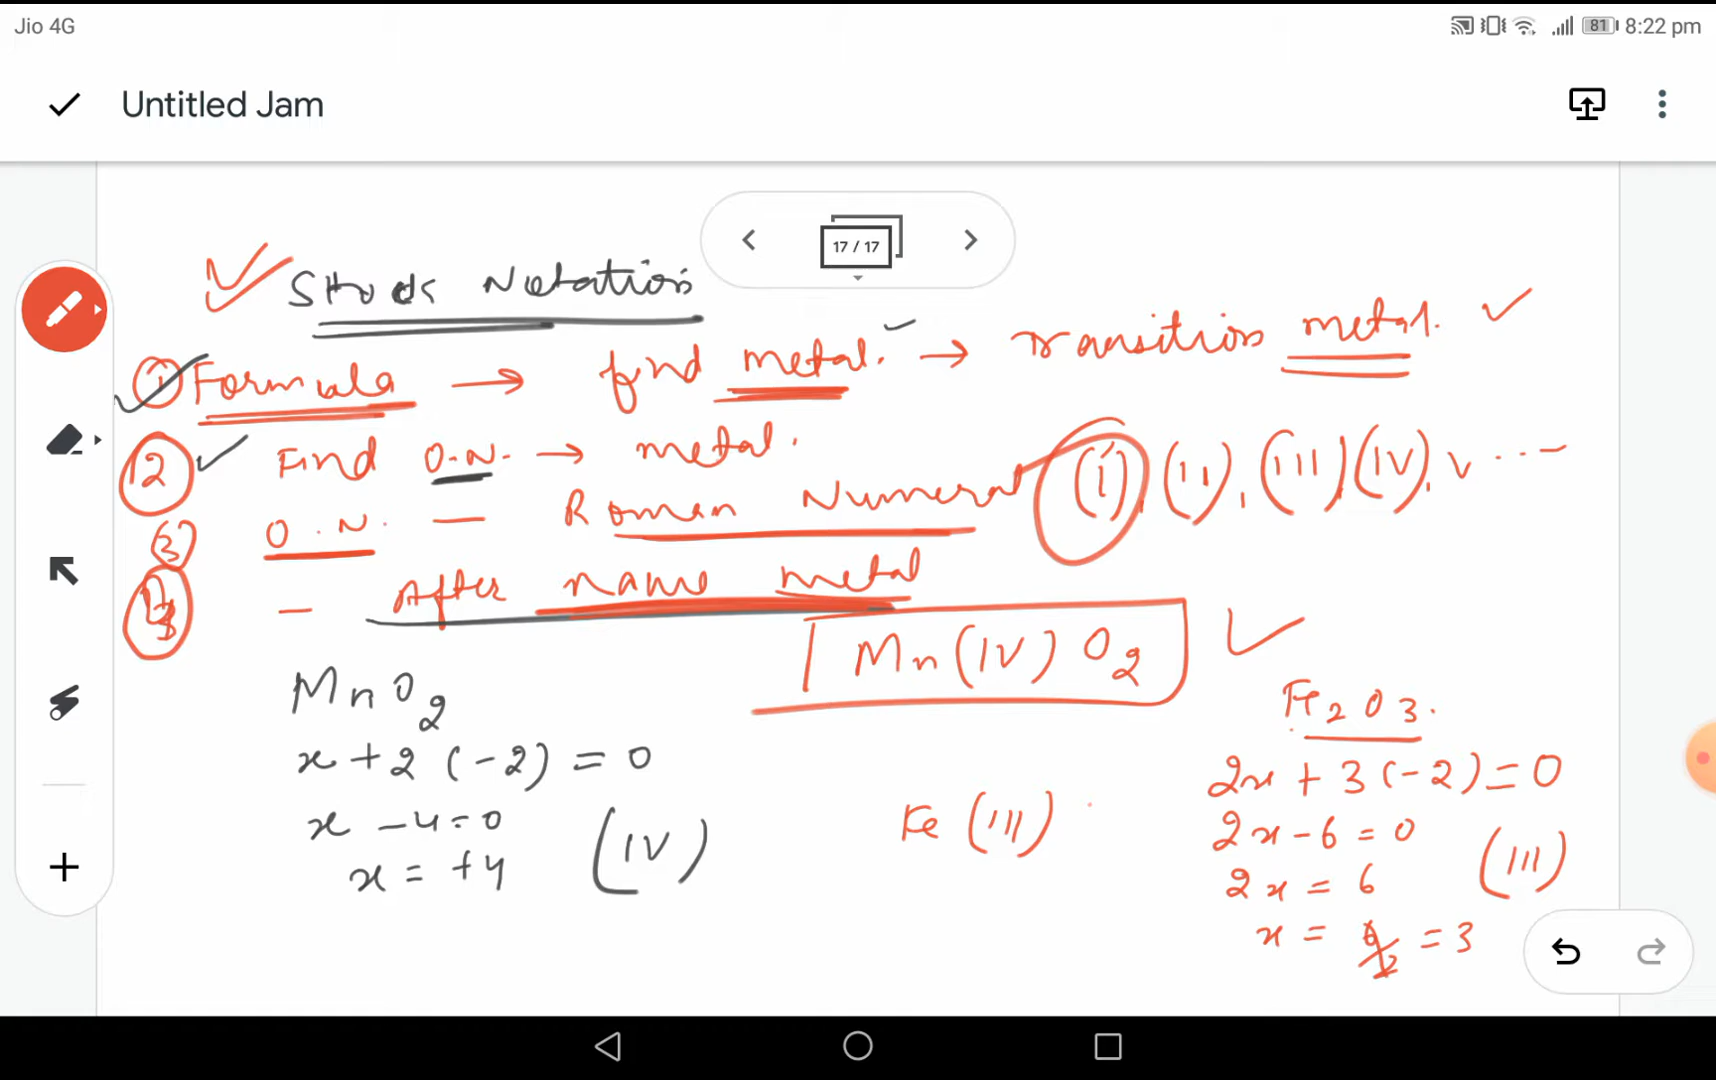 Jio 4G
81 8:22 pm
Untitled Jam
17 / 17
Stock Notation
① Formula → find metal. → transition metal.
② Find O.N. → metal.
③ O.N. — Roman Numeral (I), (II), (III) (IV), V ...
④ — After name metal
Mn(IV) O2
MnO2
x + 2 (-2) = 0
x - 4 = 0
x = +4 (IV)
Fe (III)
Fe2O3.
2x + 3 (-2) = 0
2x - 6 = 0
2x = 6 (III)
x = 6/2 = 3